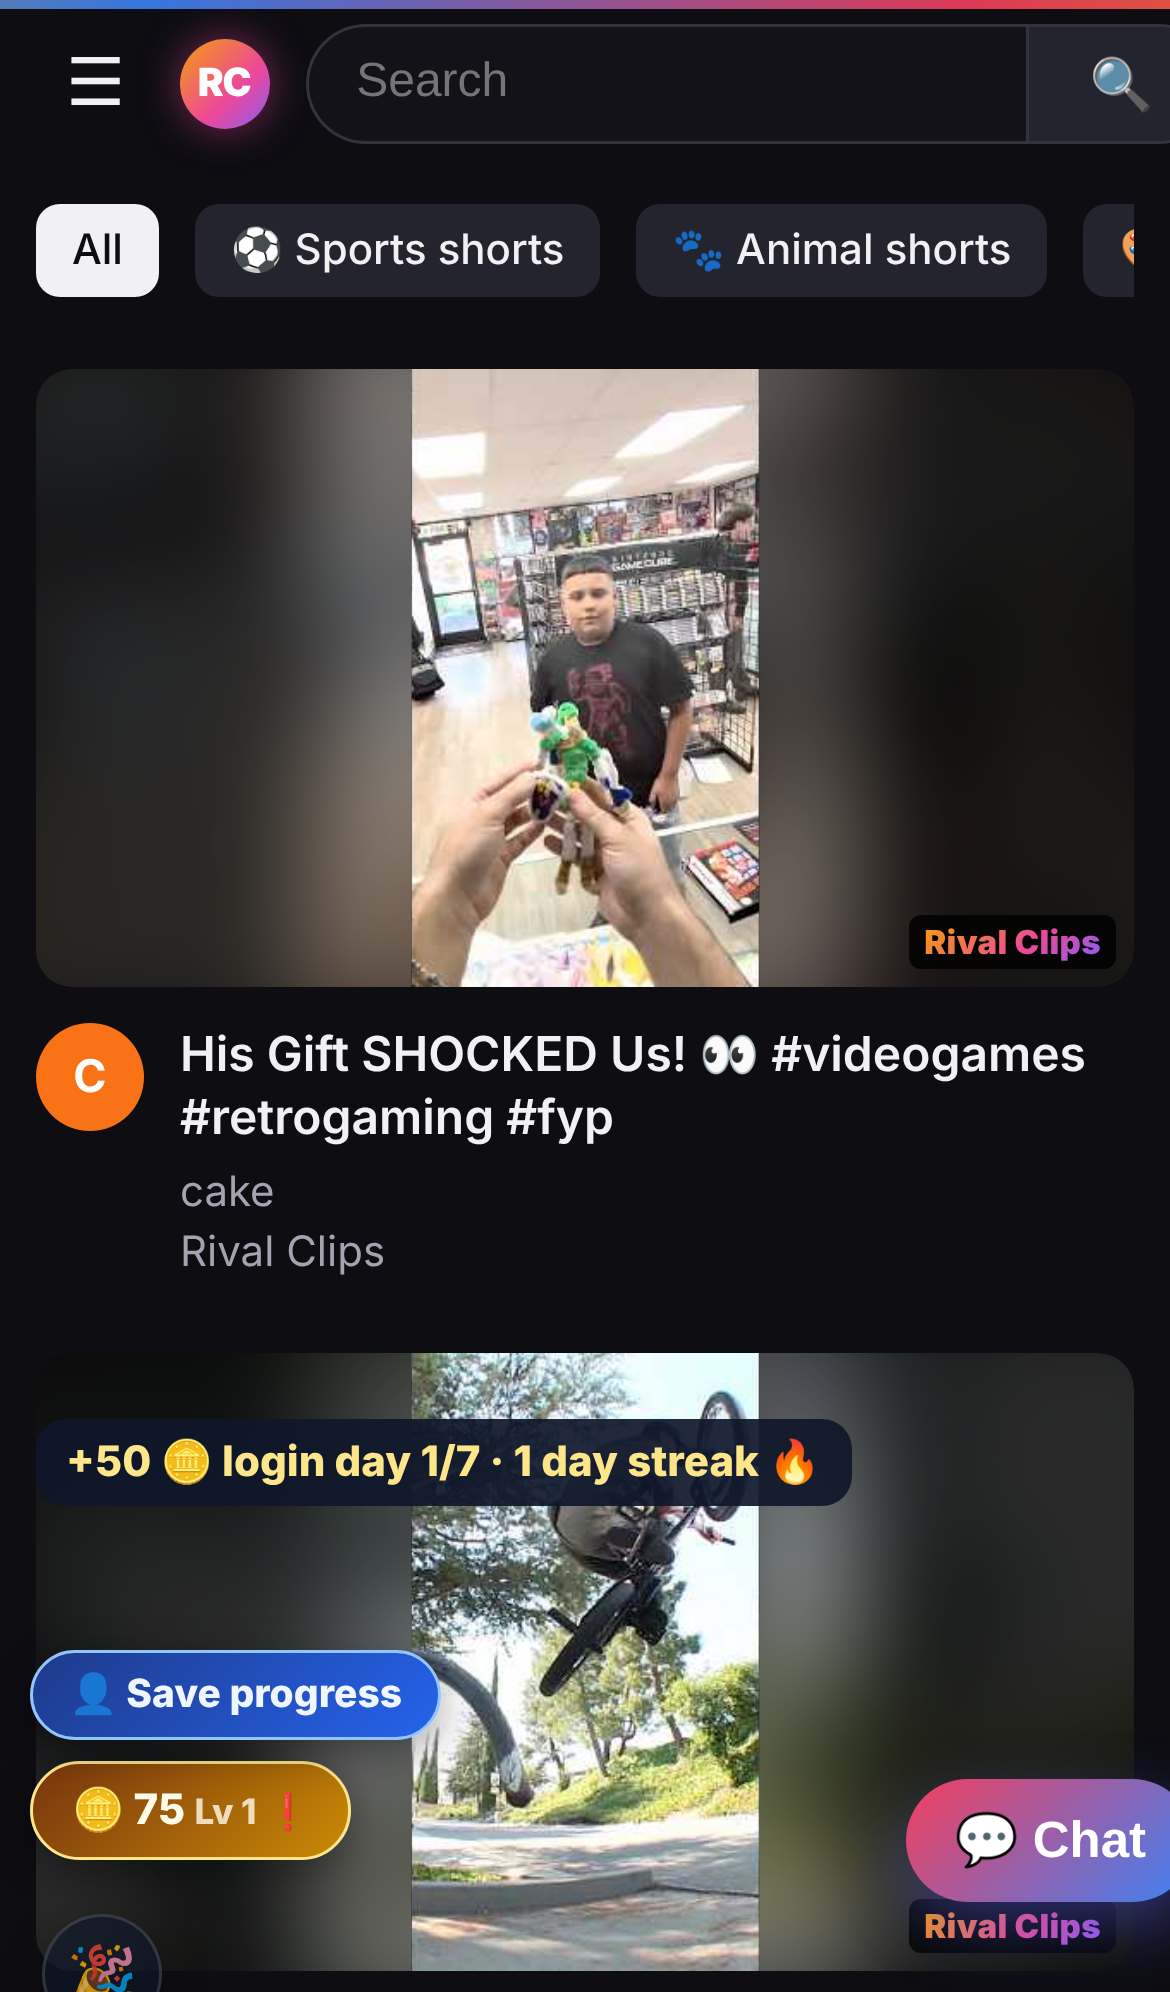 RC
Search
All
⚽ Sports shorts
🐾 Animal shorts
GAMECUBE
Rival Clips
C
His Gift SHOCKED Us! 👀 #videogames
#retrogaming #fyp
cake
Rival Clips
+50 🪙 login day 1/7 · 1 day streak 🔥
👤 Save progress
🪙 75 Lv 1 ❗
💬 Chat
Rival Clips